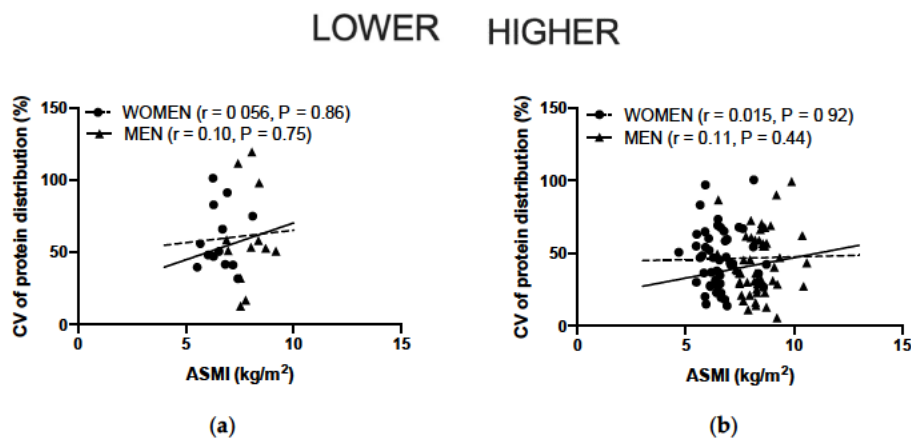 LOWER HIGHER
WOMEN (r = 0 056, P = 0.86)
MEN (r = 0.10, P = 0.75)
CV of protein distribution (%)
150
100
50
0
0
5
10
15
ASMI (kg/m²)
(a)
WOMEN (r = 0.015, P = 0 92)
MEN (r = 0.11, P = 0.44)
CV of protein distribution (%)
150
100
50
0
0
5
10
15
ASMI (kg/m²)
(b)